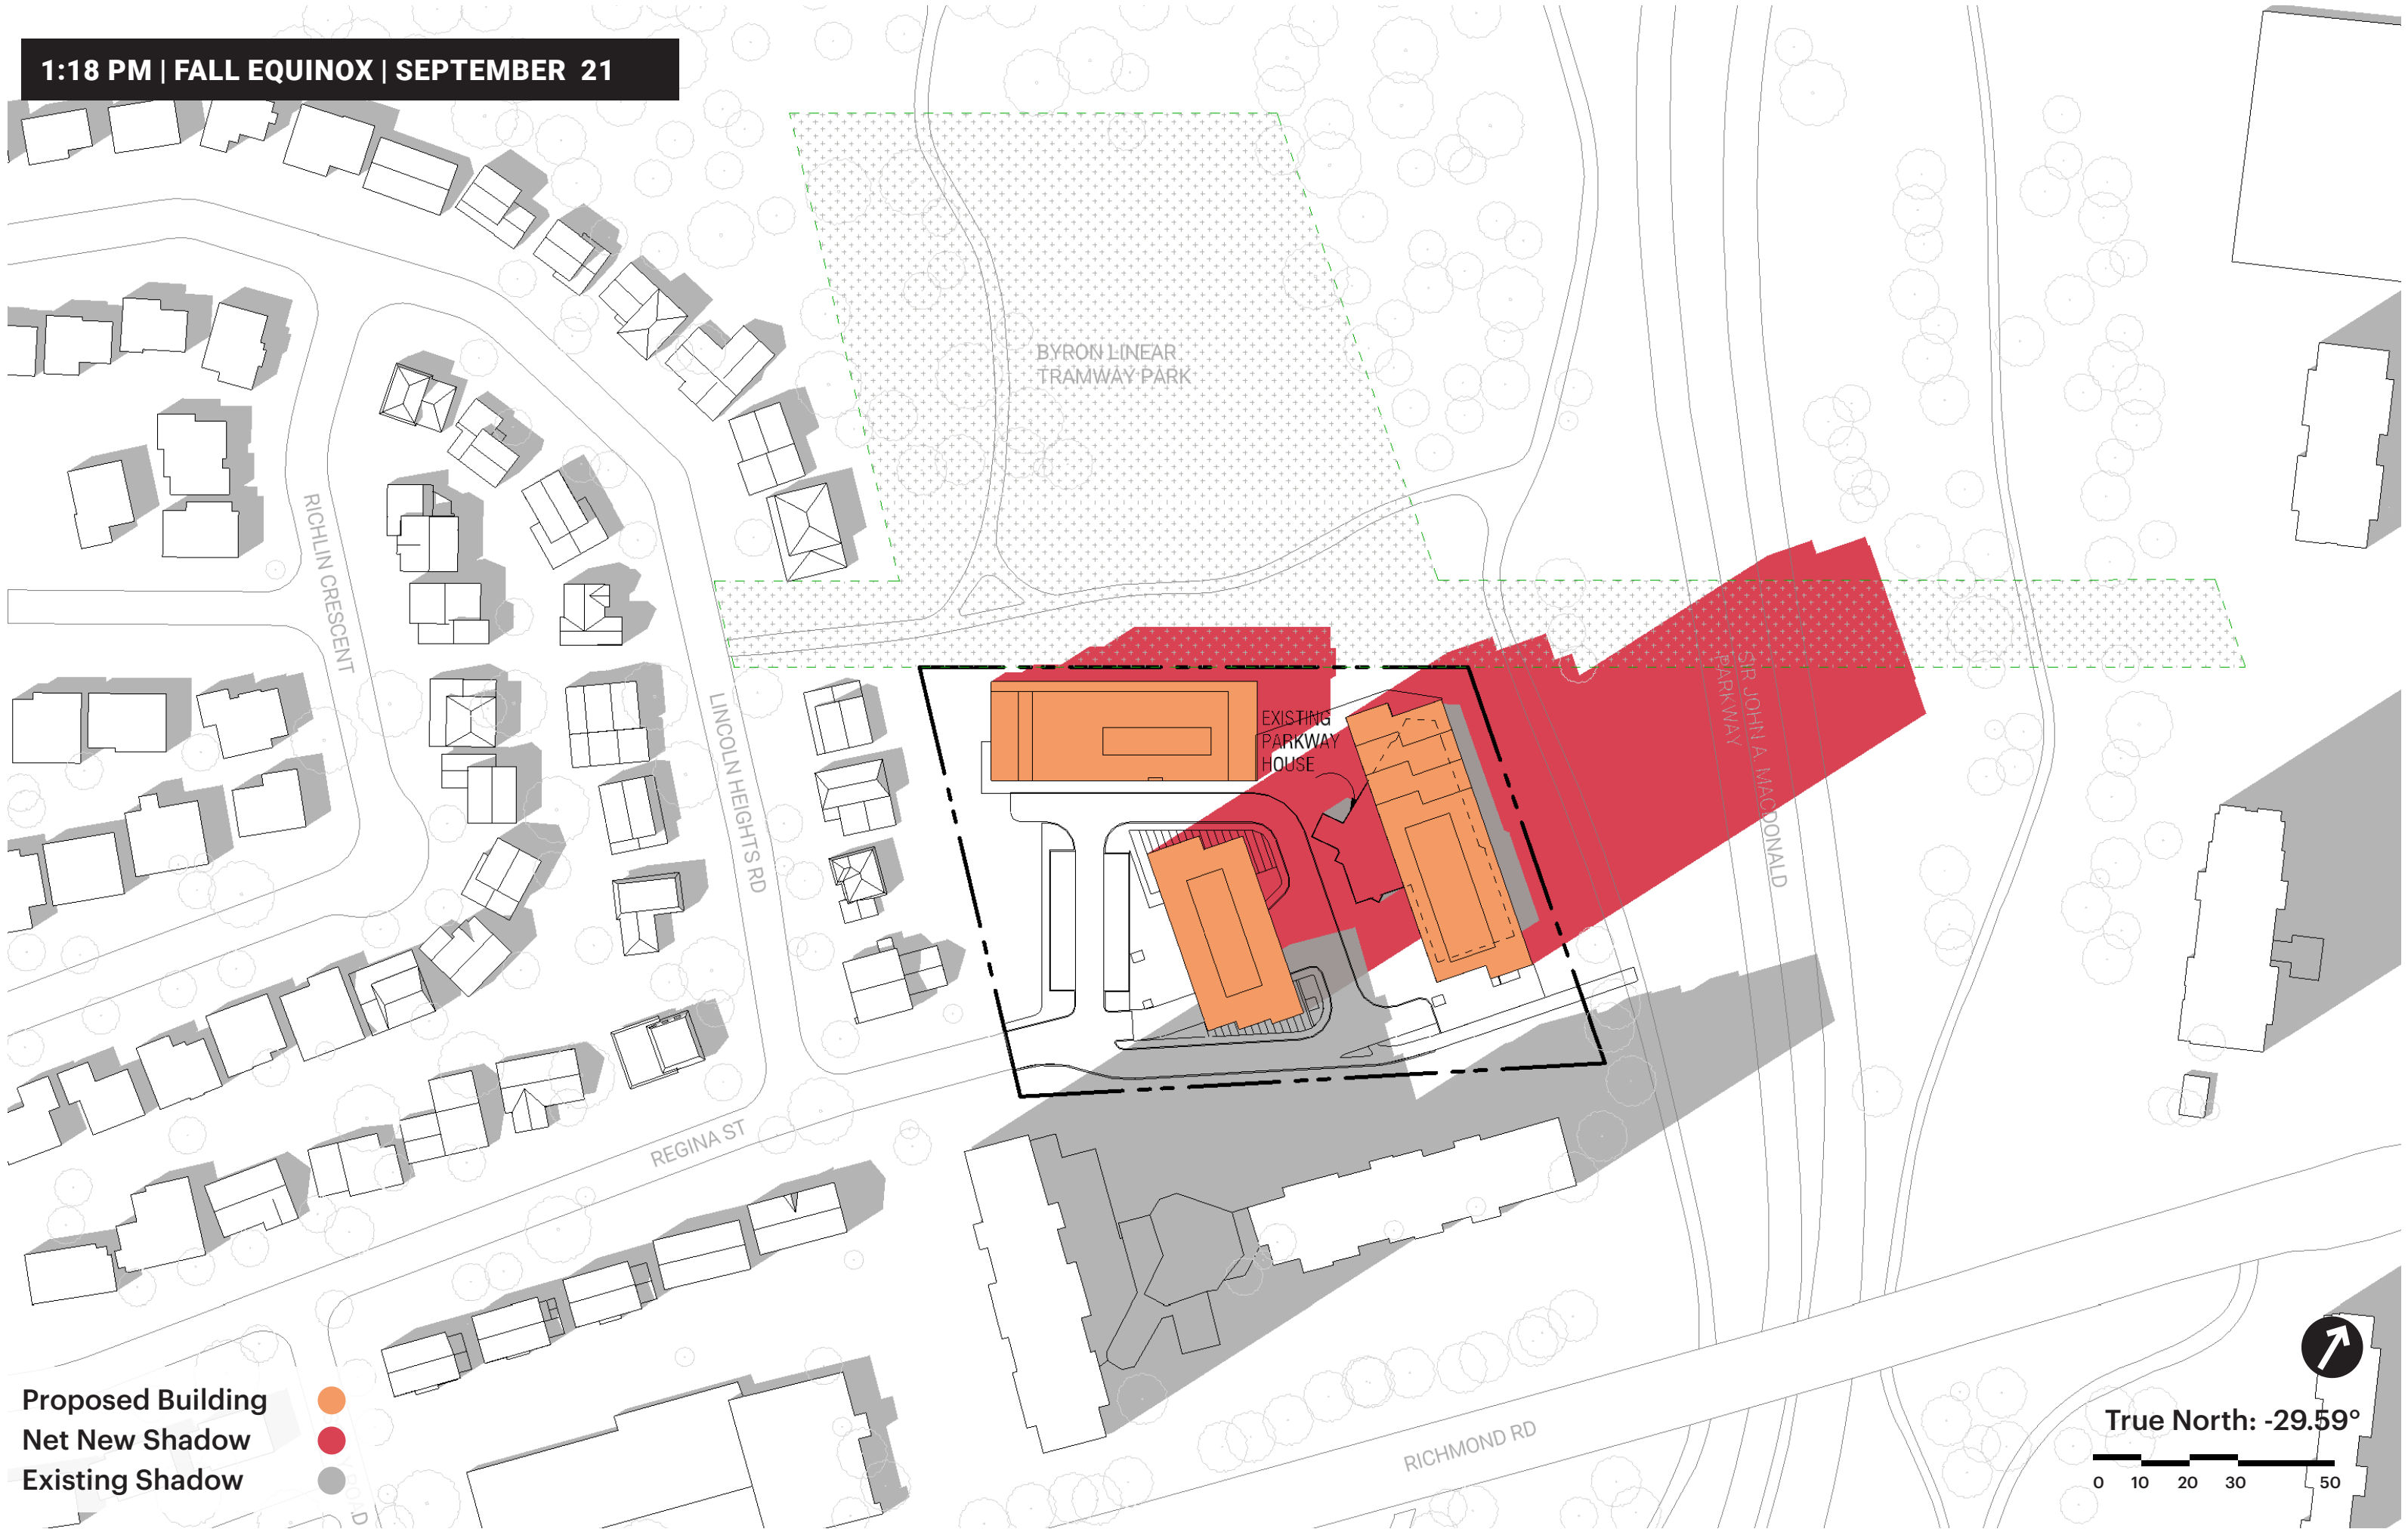 1:18 PM | FALL EQUINOX | SEPTEMBER 21
BYRON LINEAR
TRAMWAY PARK
RICHLIN CRESCENT
LINCOLN HEIGHTS RD
EXISTING
PARKWAY
HOUSE
SIR JOHN A. MACDONALD
PARKWAY
REGINA ST
RICHMOND RD
Proposed Building
Net New Shadow
Existing Shadow
True North: -29.59°
0 10 20 30 50